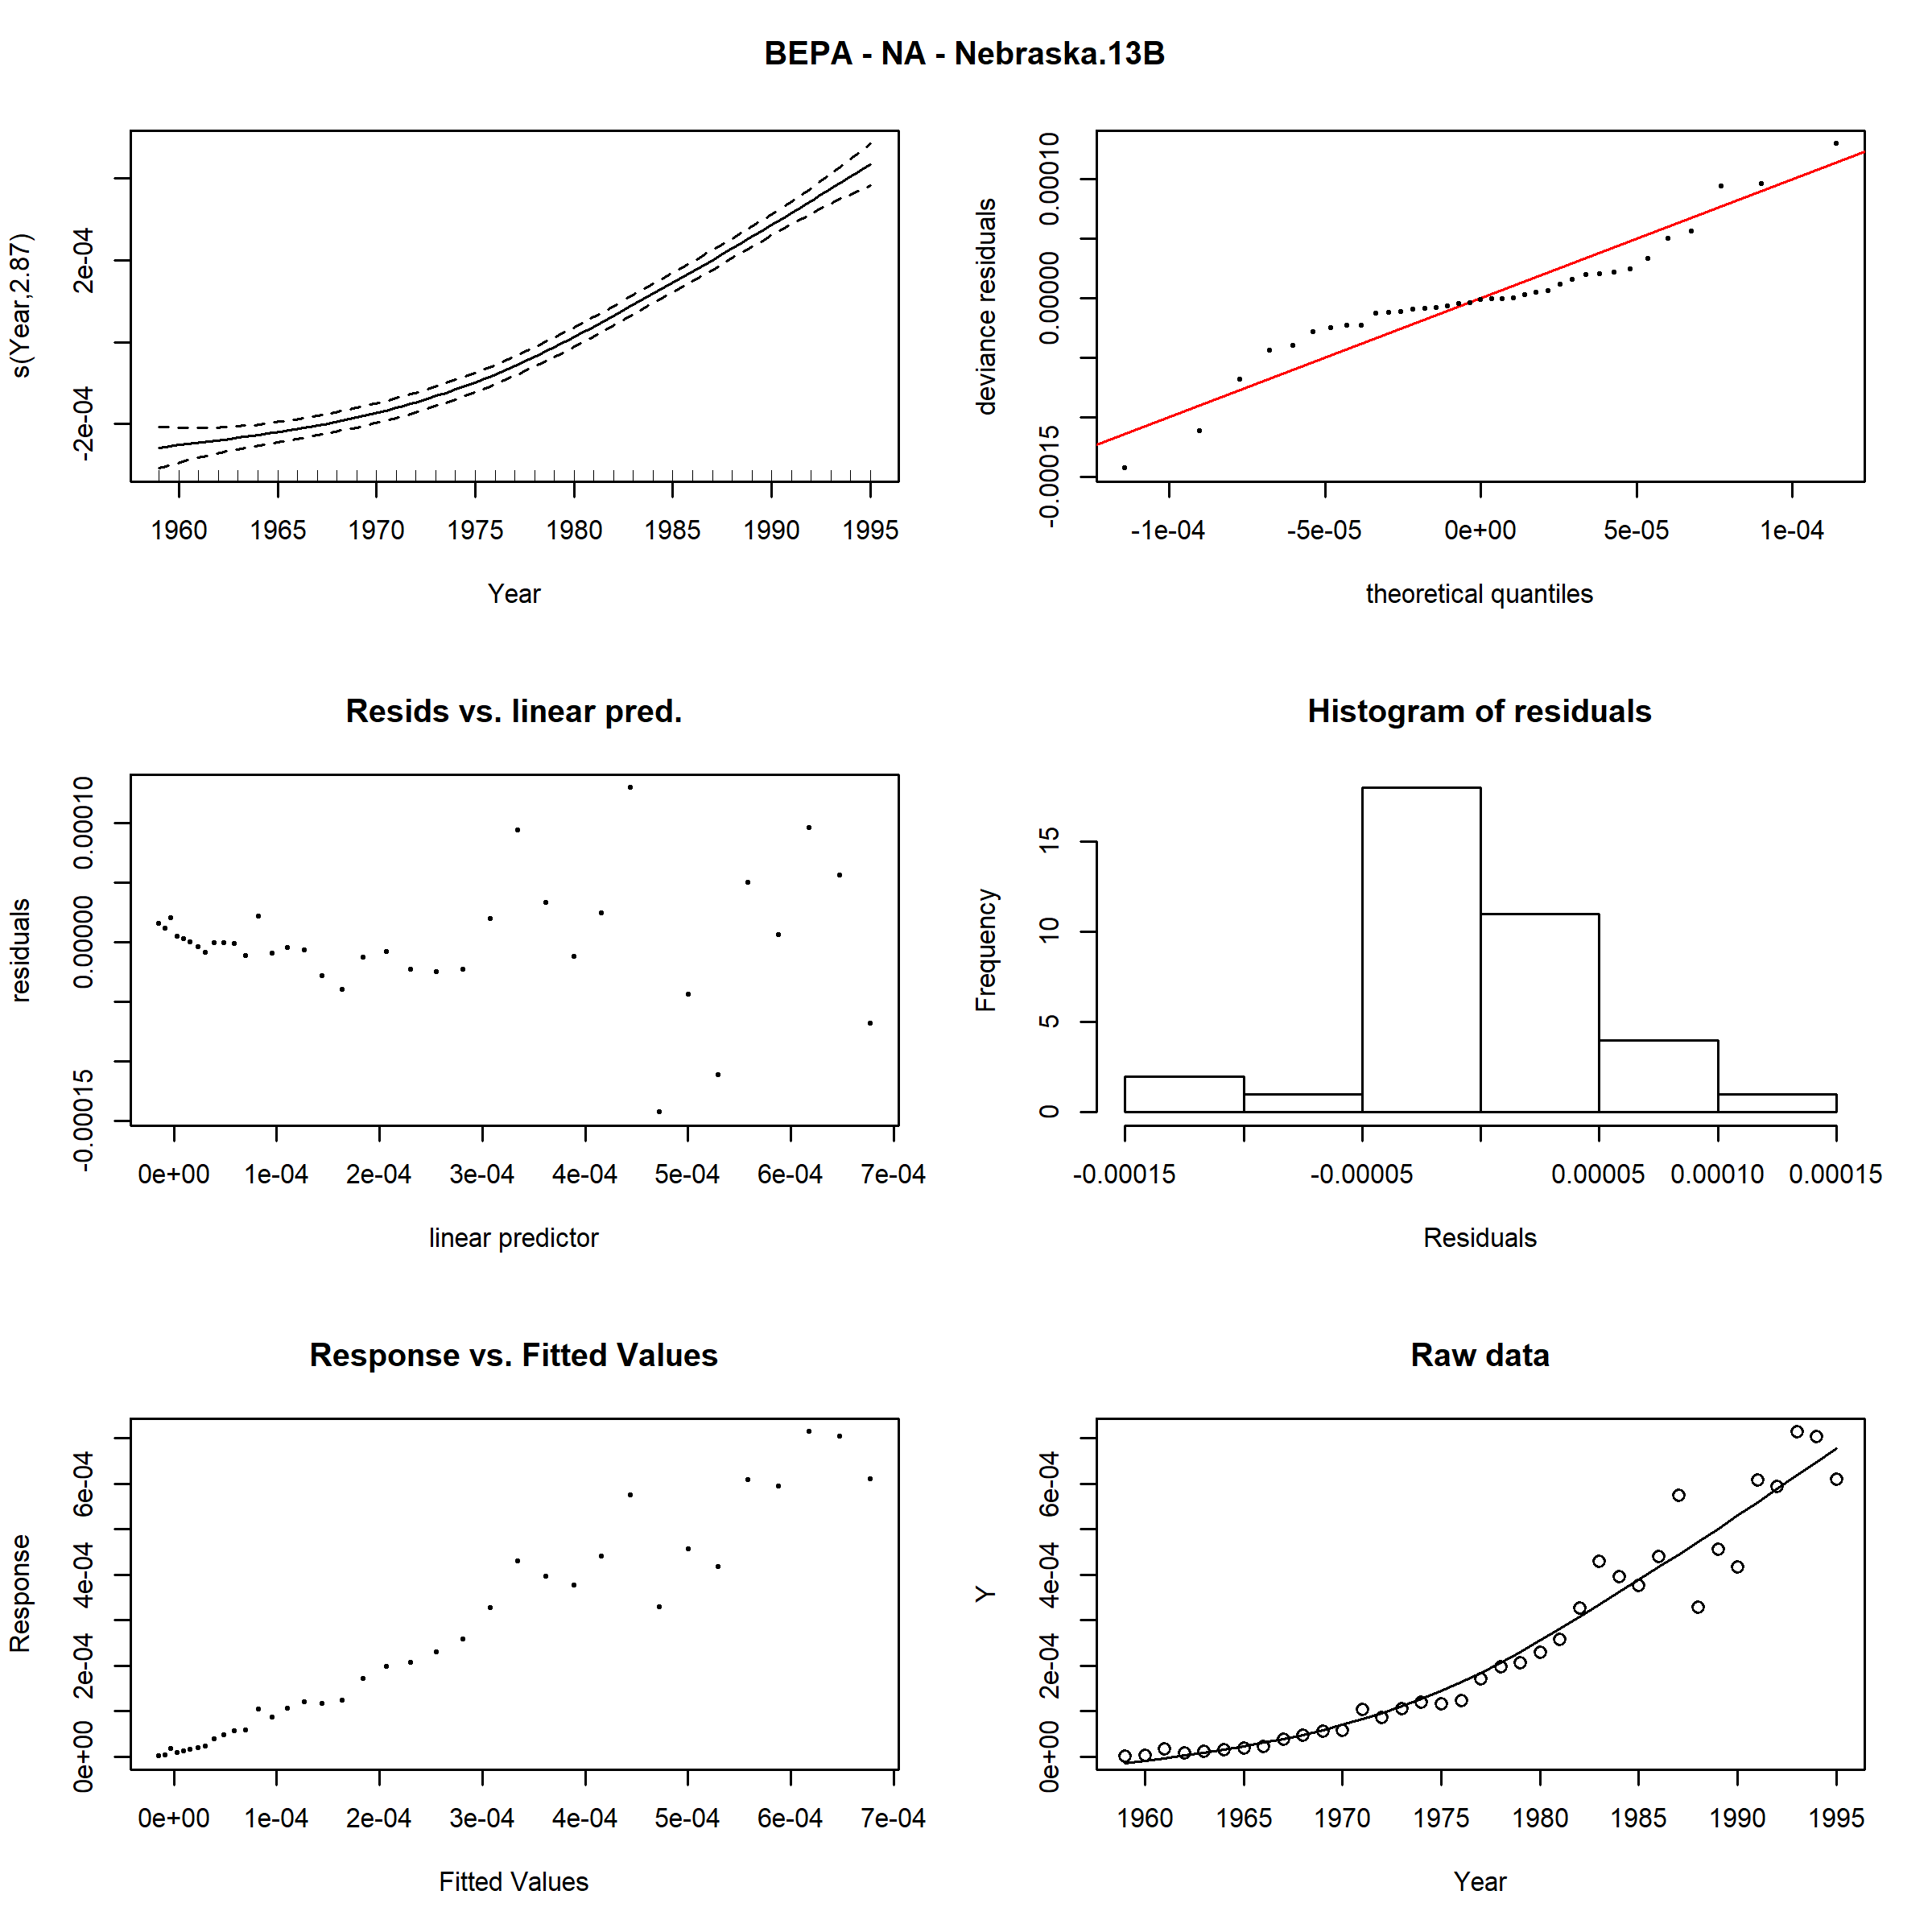 BEPA - NA - Nebraska.13B
s(Year,2.87)
-2e-04 2e-04
1960 1965 1970 1975 1980 1985 1990 1995
Year
deviance residuals
-0.00015 0.00000 0.00010
-1e-04 -5e-05 0e+00 5e-05 1e-04
theoretical quantiles
Resids vs. linear pred.
residuals
-0.00015 0.00000 0.00010
0e+00 1e-04 2e-04 3e-04 4e-04 5e-04 6e-04 7e-04
linear predictor
Histogram of residuals
Frequency
0 5 10 15
-0.00015 -0.00005 0.00005 0.00010 0.00015
Residuals
Response vs. Fitted Values
Response
0e+00 2e-04 4e-04 6e-04
0e+00 1e-04 2e-04 3e-04 4e-04 5e-04 6e-04 7e-04
Fitted Values
Raw data
Y
0e+00 2e-04 4e-04 6e-04
1960 1965 1970 1975 1980 1985 1990 1995
Year